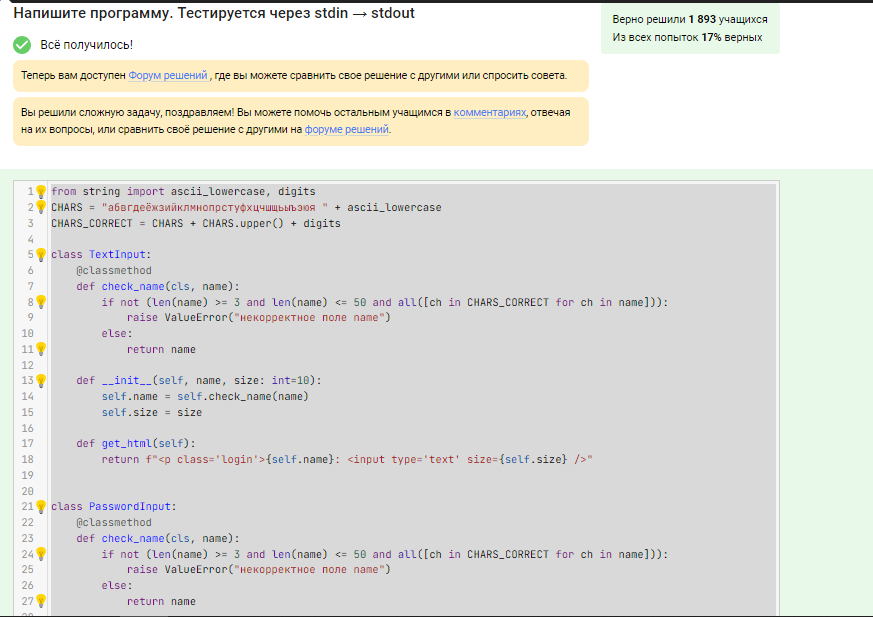 Напишите программу. Тестируется через stdin → stdout
Верно решили 1 893 учащихся
Из всех попыток 17% верных
Всё получилось!
Теперь вам доступен Форум решений , где вы можете сравнить свое решение с другими или спросить совета.
Вы решили сложную задачу, поздравляем! Вы можете помочь остальным учащимся в комментариях, отвечая
на их вопросы, или сравнить своё решение с другими на форуме решений.
1 from string import ascii_lowercase, digits
2 CHARS = "абвгдеёжзийклмнопрстуфхцчшщьыъэюя " + ascii_lowercase
3 CHARS_CORRECT = CHARS + CHARS.upper() + digits
4
5 class TextInput:
6     @classmethod
7     def check_name(cls, name):
8         if not (len(name) >= 3 and len(name) <= 50 and all([ch in CHARS_CORRECT for ch in name])):
9             raise ValueError("некорректное поле name")
10         else:
11             return name
12
13     def __init__(self, name, size: int=10):
14         self.name = self.check_name(name)
15         self.size = size
16
17     def get_html(self):
18         return f"<p class='login'>{self.name}: <input type='text' size={self.size} />"
19
20
21 class PasswordInput:
22     @classmethod
23     def check_name(cls, name):
24         if not (len(name) >= 3 and len(name) <= 50 and all([ch in CHARS_CORRECT for ch in name])):
25             raise ValueError("некорректное поле name")
26         else:
27             return name